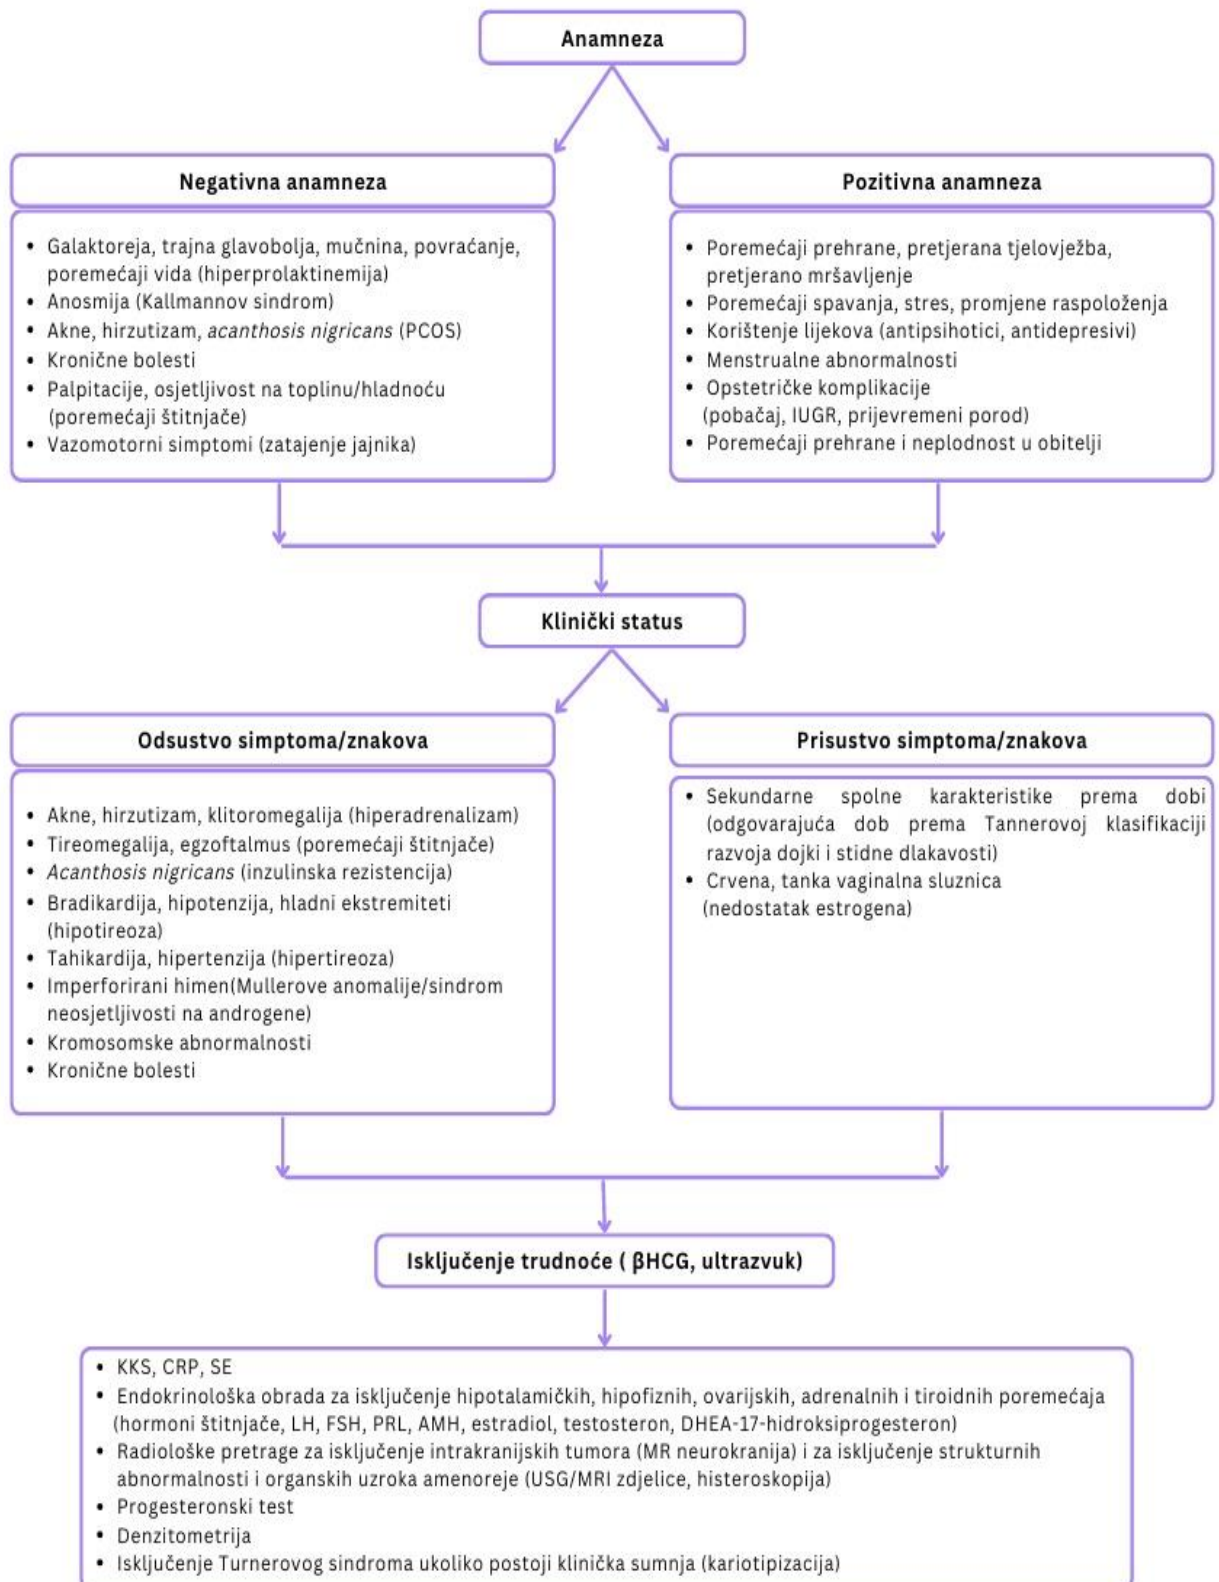 Anamneza
Negativna anamneza
• Galaktoreja, trajna glavobolja, mučnina, povraćanje,
poremećaji vida (hiperprolaktinemija)
• Anosmija (Kallmannov sindrom)
• Akne, hirzutizam, acanthosis nigricans (PCOS)
• Kronične bolesti
• Palpitacije, osjetljivost na toplinu/hladnoću
(poremećaji štitnjače)
• Vazomotorni simptomi (zatajenje jajnika)
Pozitivna anamneza
• Poremećaji prehrane, pretjerana tjelovježba,
pretjerano mršavljenje
• Poremećaji spavanja, stres, promjene raspoloženja
• Korištenje lijekova (antipsihotici, antidepresivi)
• Menstrualne abnormalnosti
• Opstetričke komplikacije
(pobačaj, IUGR, prijevremeni porod)
• Poremećaji prehrane i neplodnost u obitelji
Klinički status
Odsustvo simptoma/znakova
• Akne, hirzutizam, klitoromegalija (hiperadrenalizam)
• Tireomegalija, egzoftalmus (poremećaji štitnjače)
• Acanthosis nigricans (inzulinska rezistencija)
• Bradikardija, hipotenzija, hladni ekstremiteti
(hipotireoza)
• Tahikardija, hipertenzija (hipertireoza)
• Imperforirani himen(Mullerove anomalije/sindrom
neosjetljivosti na androgene)
• Kromosomske abnormalnosti
• Kronične bolesti
Prisustvo simptoma/znakova
• Sekundarne spolne karakteristike prema dobi
(odgovarajuća dob prema Tannerovoj klasifikaciji
razvoja dojki i stidne dlakavosti)
• Crvena, tanka vaginalna sluznica
(nedostatak estrogena)
Isključenje trudnoće ( βHCG, ultrazvuk)
• KKS, CRP, SE
• Endokrinološka obrada za isključenje hipotalamičkih, hipofiznih, ovarijskih, adrenalnih i tiroidnih poremećaja
(hormoni štitnjače, LH, FSH, PRL, AMH, estradiol, testosteron, DHEA-17-hidroksiprogesteron)
• Radiološke pretrage za isključenje intrakranijskih tumora (MR neurokranija) i za isključenje strukturnih
abnormalnosti i organskih uzroka amenoreje (USG/MRI zdjelice, histeroskopija)
• Progesteronski test
• Denzitometrija
• Isključenje Turnerovog sindroma ukoliko postoji klinička sumnja (kariotipizacija)